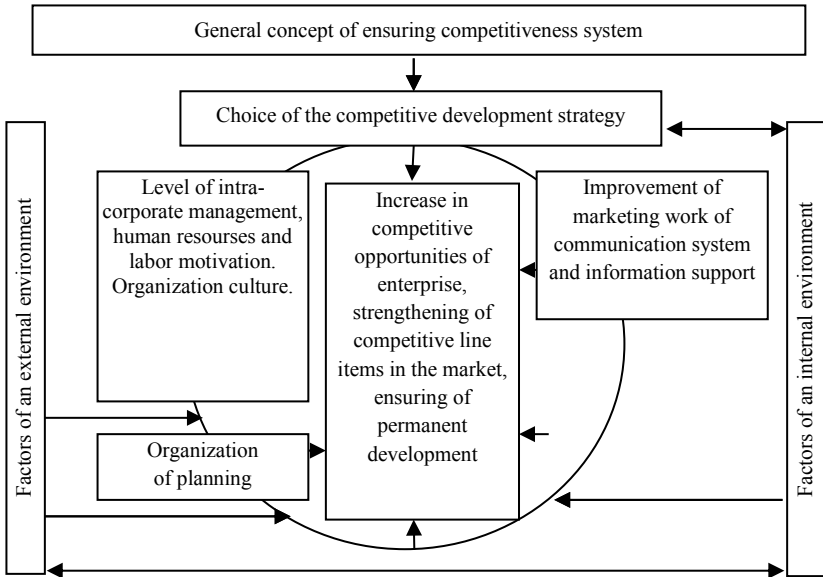 General concept of ensuring competitiveness system
Choice of the competitive development strategy
Factors of an external environment
Level of intra-
corporate management,
human resourses and
labor motivation.
Organization culture.
Increase in
competitive
opportunities of
enterprise,
strengthening of
competitive line
items in the market,
ensuring of
permanent
development
Improvement of
marketing work of
communication system
and information support
Factors of an internal environment
Organization
of planning